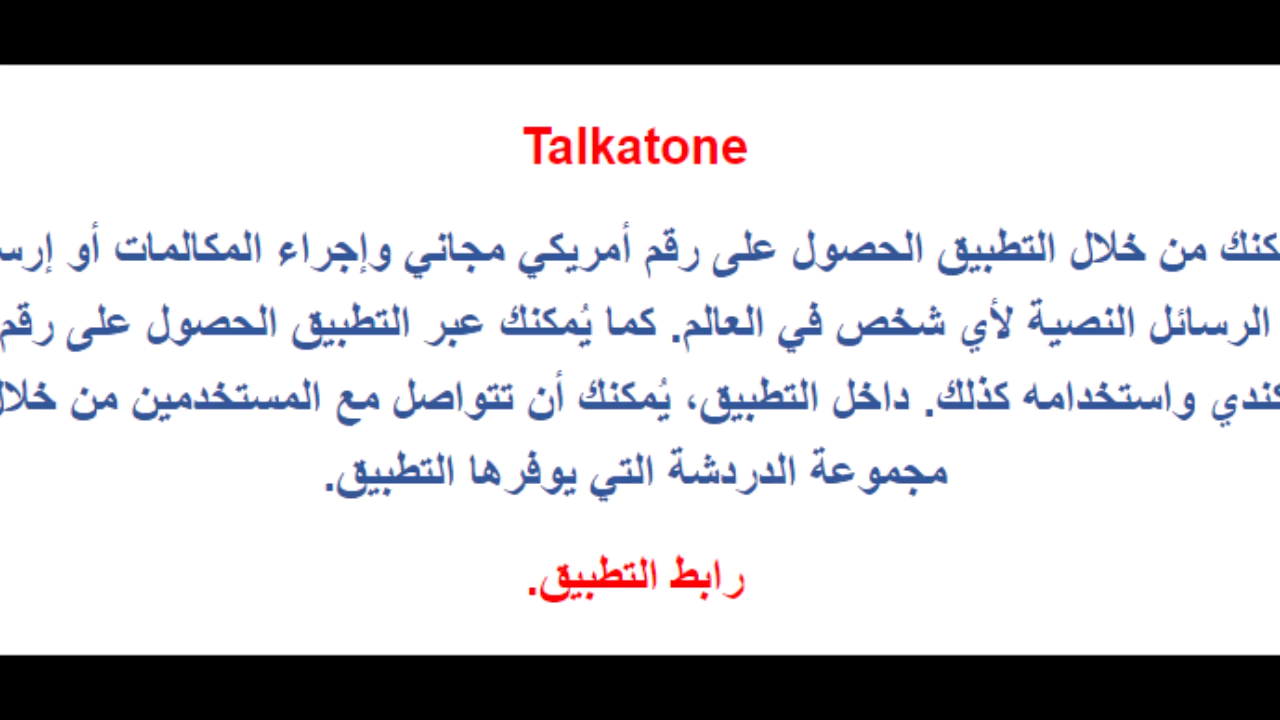 Talkatone
كنك من خلال التطبيق الحصول على رقم أمريكي مجاني وإجراء المكالمات أو إرس
الرسائل النصية لأي شخص في العالم. كما يُمكنك عبر التطبيق الحصول على رقم
كندي واستخدامه كذلك. داخل التطبيق، يُمكنك أن تتواصل مع المستخدمين من خلال
مجموعة الدردشة التي يوفرها التطبيق.
رابط التطبيق.